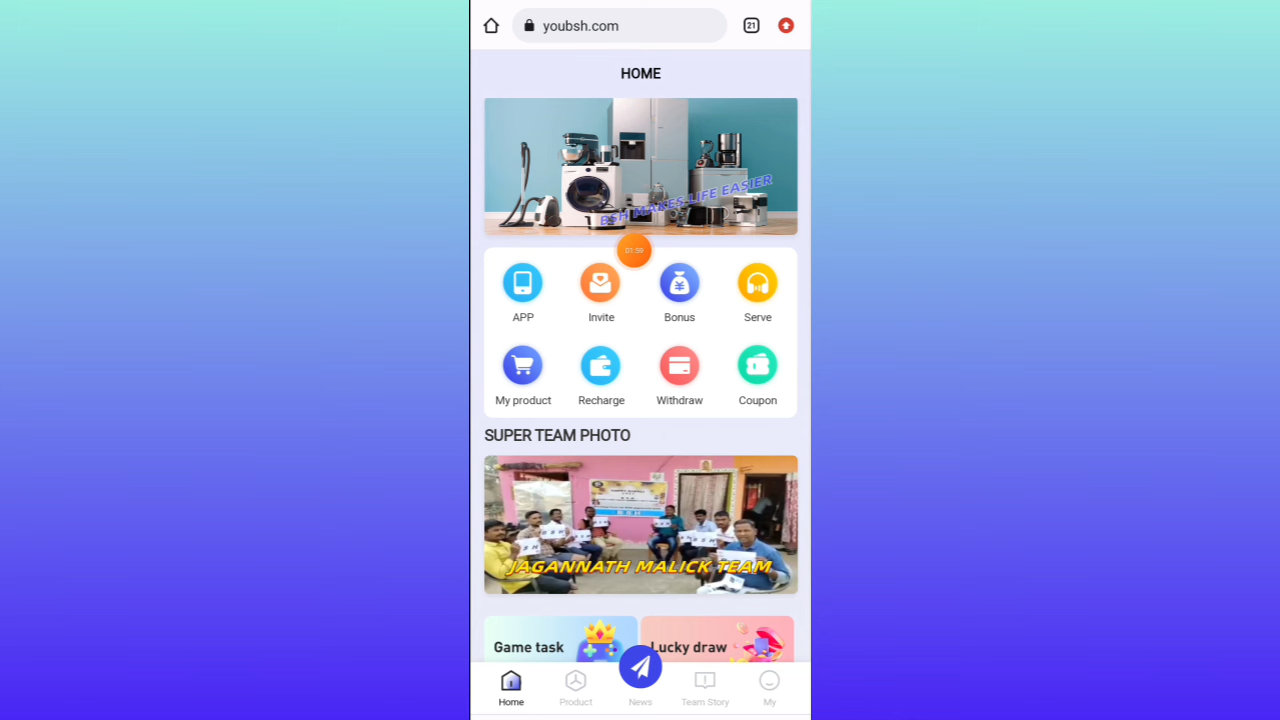 youbsh.com
21
HOME
BSH MAKES LIFE EASIER
01:59
APP
Invite
Bonus
Serve
My product
Recharge
Withdraw
Coupon
SUPER TEAM PHOTO
B S H
JAGANNATH MALICK TEAM
Game task
Lucky draw
Home
Product
News
Team Story
My